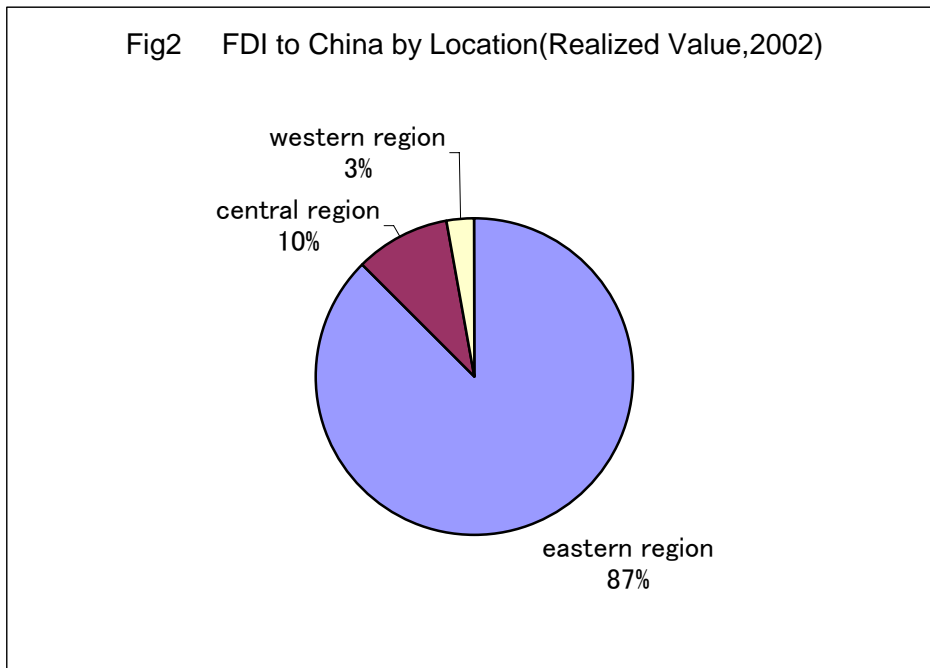 Fig2 FDI to China by Location(Realized Value,2002)
western region
3%
central region
10%
eastern region
87%